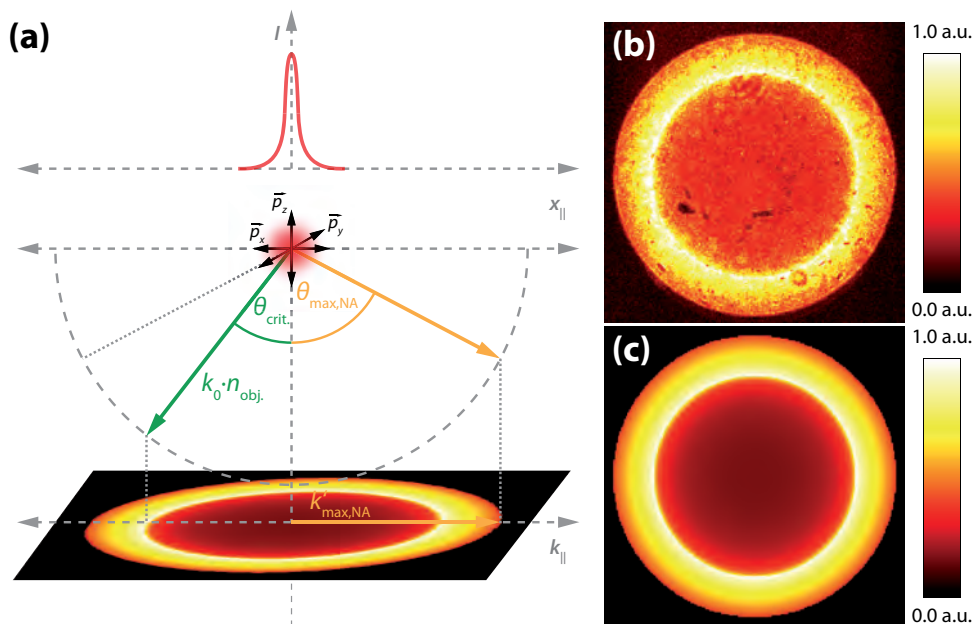 (a)
I
x||
p⃗z
p⃗x
p⃗y
θcrit.
θmax,NA
k0·nobj.
k'max,NA
k||
(b)
1.0 a.u.
0.0 a.u.
(c)
1.0 a.u.
0.0 a.u.